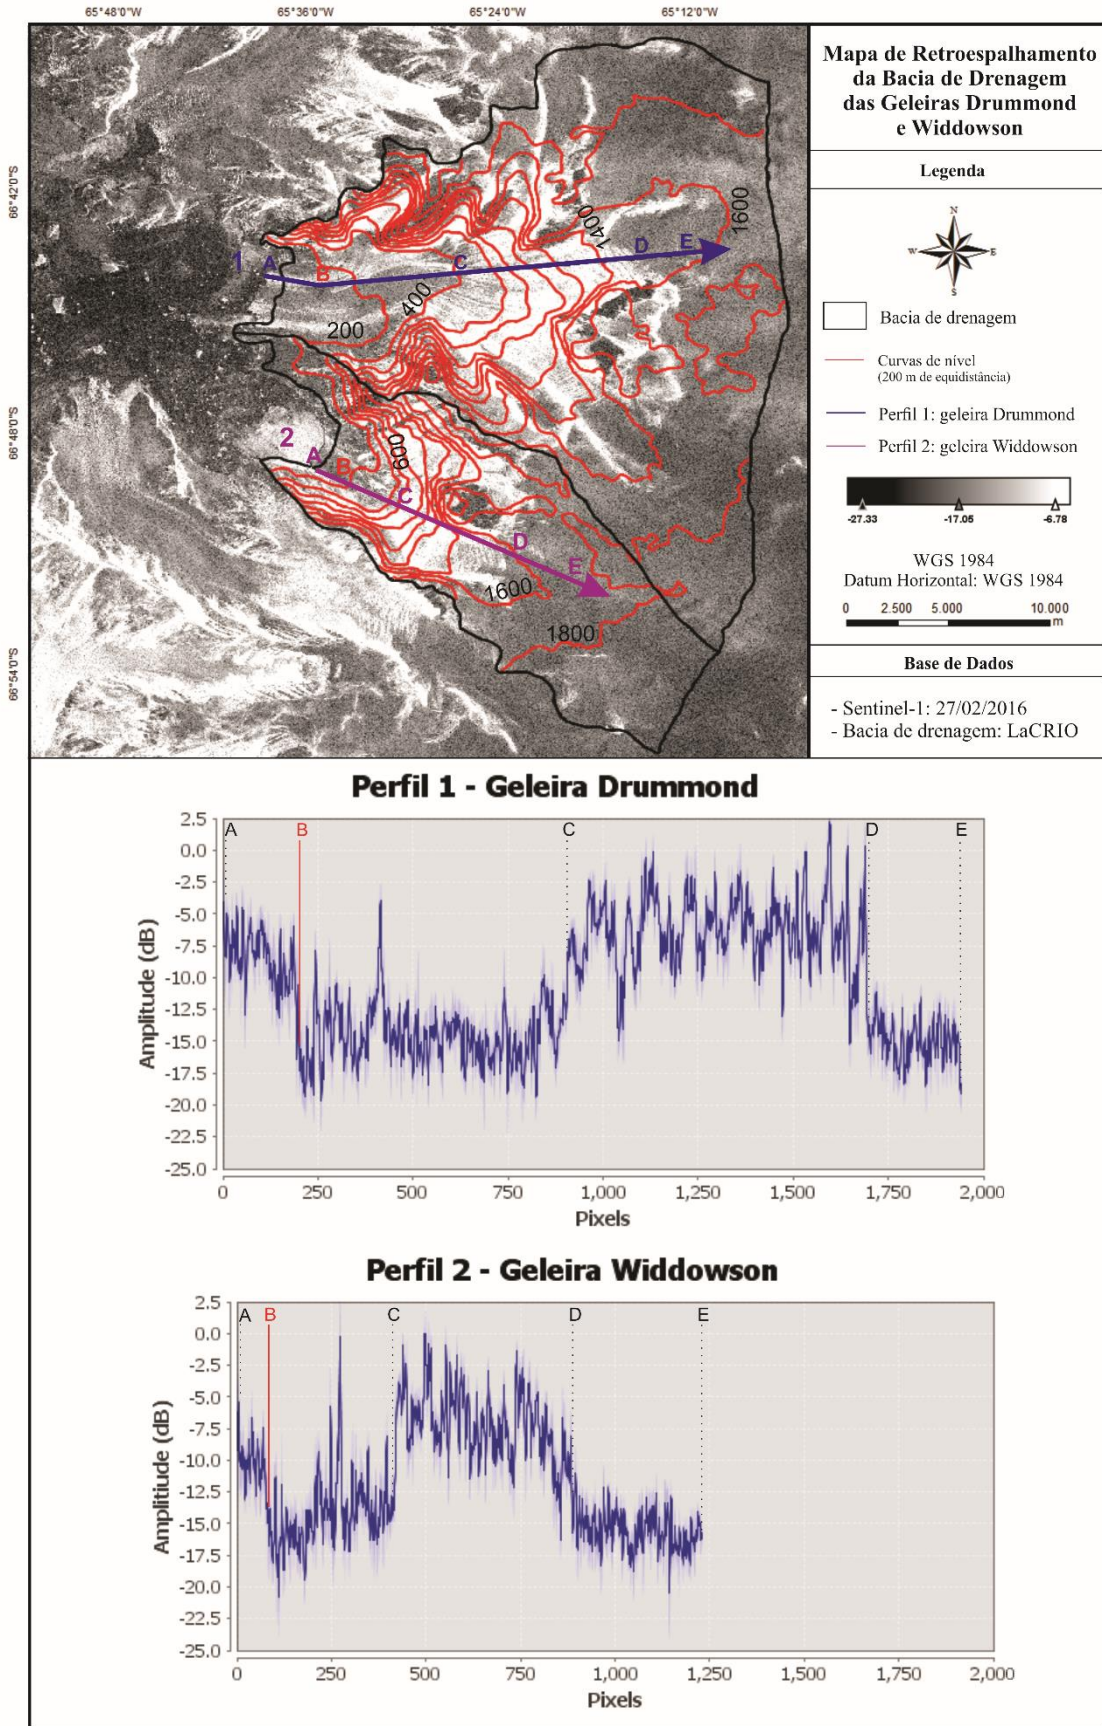 65°48'0"W 65°36'0"W 65°24'0"W 65°12'0"W
66°42'0"S
66°48'0"S
66°54'0"S
1
A
B
C
D
E
200
400
1400
1600
2
A
B
C
D
E
600
1600
1800
Mapa de Retroespalhamento
da Bacia de Drenagem
das Geleiras Drummond
e Widdowson
Legenda
N
W E
S
Bacia de drenagem
Curvas de nível
(200 m de equidistância)
Perfil 1: geleira Drummond
Perfil 2: geleira Widdowson
-27.33 -17.05 -6.78
WGS 1984
Datum Horizontal: WGS 1984
0 2.500 5.000 10.000
m
Base de Dados
- Sentinel-1: 27/02/2016
- Bacia de drenagem: LaCRIO
Perfil 1 - Geleira Drummond
A B C D E
Amplitude (dB)
2.5
0.0
-2.5
-5.0
-7.5
-10.0
-12.5
-15.0
-17.5
-20.0
-22.5
-25.0
0 250 500 750 1,000 1,250 1,500 1,750 2,000
Pixels
Perfil 2 - Geleira Widdowson
A B C D E
Amplitiude (dB)
2.5
0.0
-2.5
-5.0
-7.5
-10.0
-12.5
-15.0
-17.5
-20.0
-22.5
-25.0
0 250 500 750 1,000 1,250 1,500 1,750 2,000
Pixels